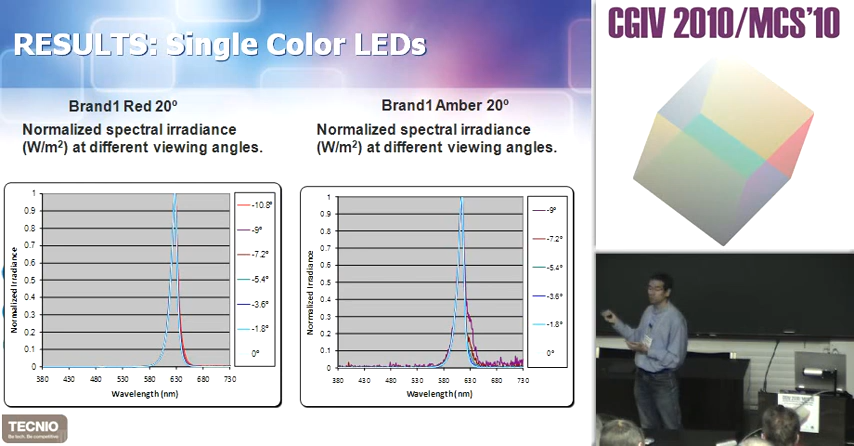 RESULTS: Single Color LEDs
CGIV 2010/MCS'10
Brand1 Red 20º
Normalized spectral irradiance
(W/m²) at different viewing angles.
Normalized Irradiance
1
0.9
0.8
0.7
0.6
0.5
0.4
0.3
0.2
0.1
0
380 430 480 530 580 630 680 730
Wavelength (nm)
-10.8º
-9º
-7.2º
-5.4º
-3.6º
-1.8º
0º
Brand1 Amber 20º
Normalized spectral irradiance
(W/m²) at different viewing angles.
Normalized Irradiance
1
0.9
0.8
0.7
0.6
0.5
0.4
0.3
0.2
0.1
0
380 430 480 530 580 630 680 730
Wavelength (nm)
-9º
-7.2º
-5.4º
-3.6º
-1.8º
0º
TECNIO
Be tech. Be competitive.